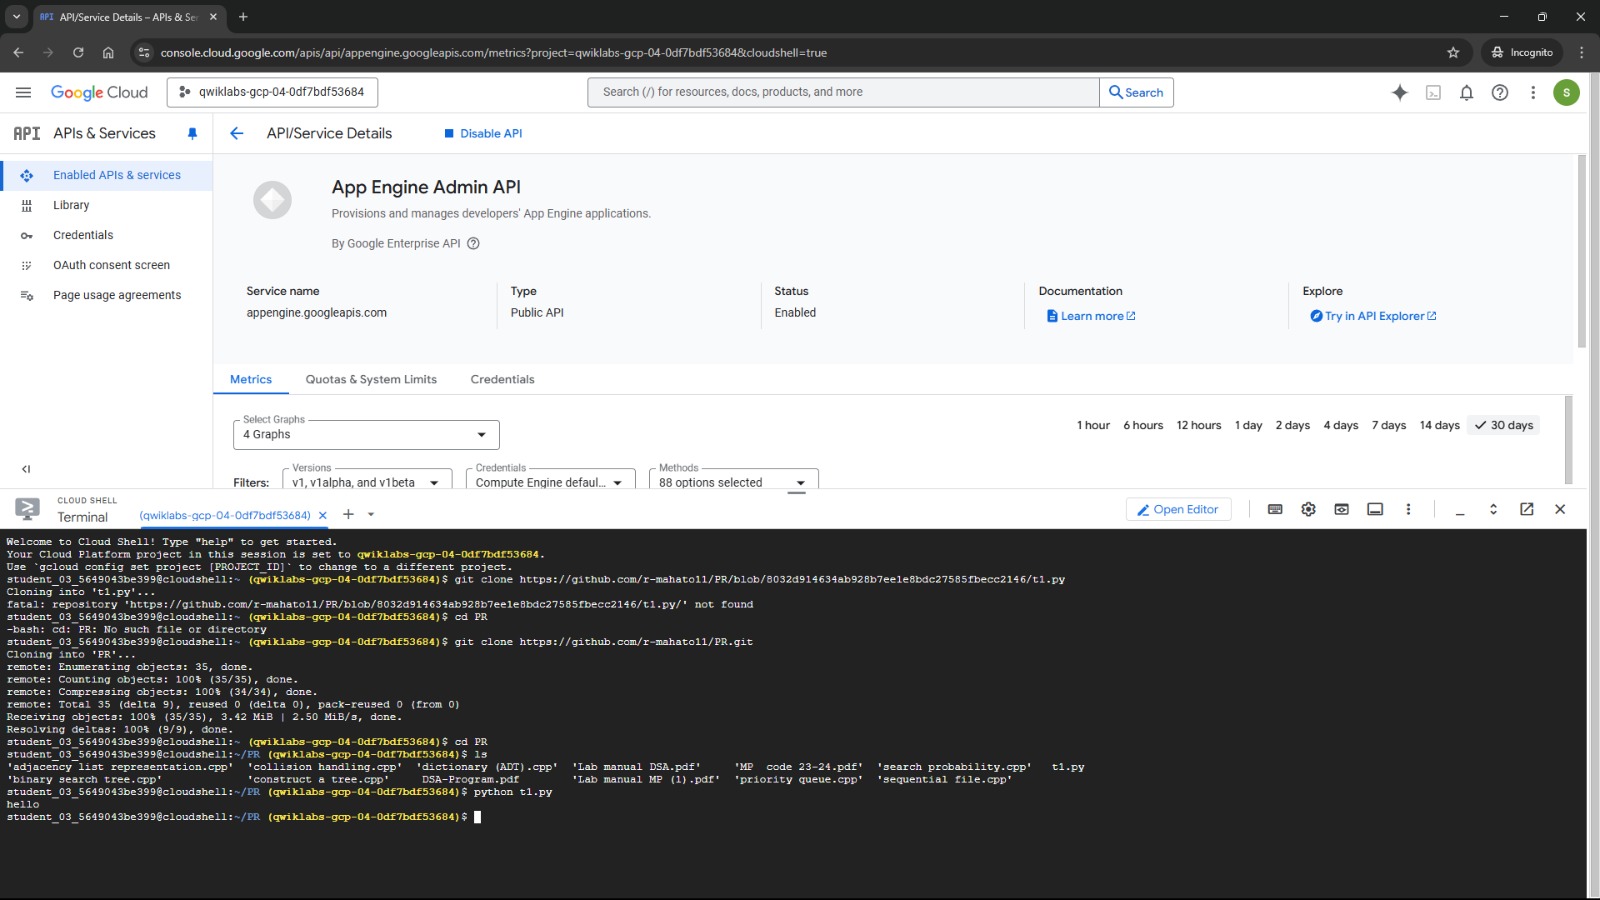 API API/Service Details – APIs & Ser
console.cloud.google.com/apis/api/appengine.googleapis.com/metrics?project=qwiklabs-gcp-04-0df7bdf53684&cloudshell=true
Incognito
Google Cloud
qwiklabs-gcp-04-0df7bdf53684
Search (/) for resources, docs, products, and more
Search
S
API APIs & Services
API/Service Details
Disable API
Enabled APIs & services
Library
Credentials
OAuth consent screen
Page usage agreements
App Engine Admin API
Provisions and manages developers' App Engine applications.
By Google Enterprise API
Service name
appengine.googleapis.com
Type
Public API
Status
Enabled
Documentation
Learn more
Explore
Try in API Explorer
Metrics
Quotas & System Limits
Credentials
Select Graphs
4 Graphs
1 hour 6 hours 12 hours 1 day 2 days 4 days 7 days 14 days 30 days
Filters:
Versions
v1, v1alpha, and v1beta
Credentials
Compute Engine defaul...
Methods
88 options selected
CLOUD SHELL
Terminal
(qwiklabs-gcp-04-0df7bdf53684)
Open Editor
Welcome to Cloud Shell! Type "help" to get started.
Your Cloud Platform project in this session is set to qwiklabs-gcp-04-0df7bdf53684.
Use `gcloud config set project [PROJECT_ID]` to change to a different project.
student_03_5649043be399@cloudshell:~ (qwiklabs-gcp-04-0df7bdf53684)$ git clone https://github.com/r-mahato11/PR/blob/8032d914634ab928b7ee1e8bdc27585fbecc2146/t1.py
Cloning into 't1.py'...
fatal: repository 'https://github.com/r-mahato11/PR/blob/8032d914634ab928b7ee1e8bdc27585fbecc2146/t1.py/' not found
student_03_5649043be399@cloudshell:~ (qwiklabs-gcp-04-0df7bdf53684)$ cd PR
-bash: cd: PR: No such file or directory
student_03_5649043be399@cloudshell:~ (qwiklabs-gcp-04-0df7bdf53684)$ git clone https://github.com/r-mahato11/PR.git
Cloning into 'PR'...
remote: Enumerating objects: 35, done.
remote: Counting objects: 100% (35/35), done.
remote: Compressing objects: 100% (34/34), done.
remote: Total 35 (delta 9), reused 0 (delta 0), pack-reused 0 (from 0)
Receiving objects: 100% (35/35), 3.42 MiB | 2.50 MiB/s, done.
Resolving deltas: 100% (9/9), done.
student_03_5649043be399@cloudshell:~ (qwiklabs-gcp-04-0df7bdf53684)$ cd PR
student_03_5649043be399@cloudshell:~/PR (qwiklabs-gcp-04-0df7bdf53684)$ ls
'adjacency list representation.cpp' 'collision handling.cpp' 'dictionary (ADT).cpp' 'Lab manual DSA.pdf' 'MP code 23-24.pdf' 'search probability.cpp' t1.py
'binary search tree.cpp' 'construct a tree.cpp' DSA-Program.pdf 'Lab manual MP (1).pdf' 'priority queue.cpp' 'sequential file.cpp'
student_03_5649043be399@cloudshell:~/PR (qwiklabs-gcp-04-0df7bdf53684)$ python t1.py
hello
student_03_5649043be399@cloudshell:~/PR (qwiklabs-gcp-04-0df7bdf53684)$